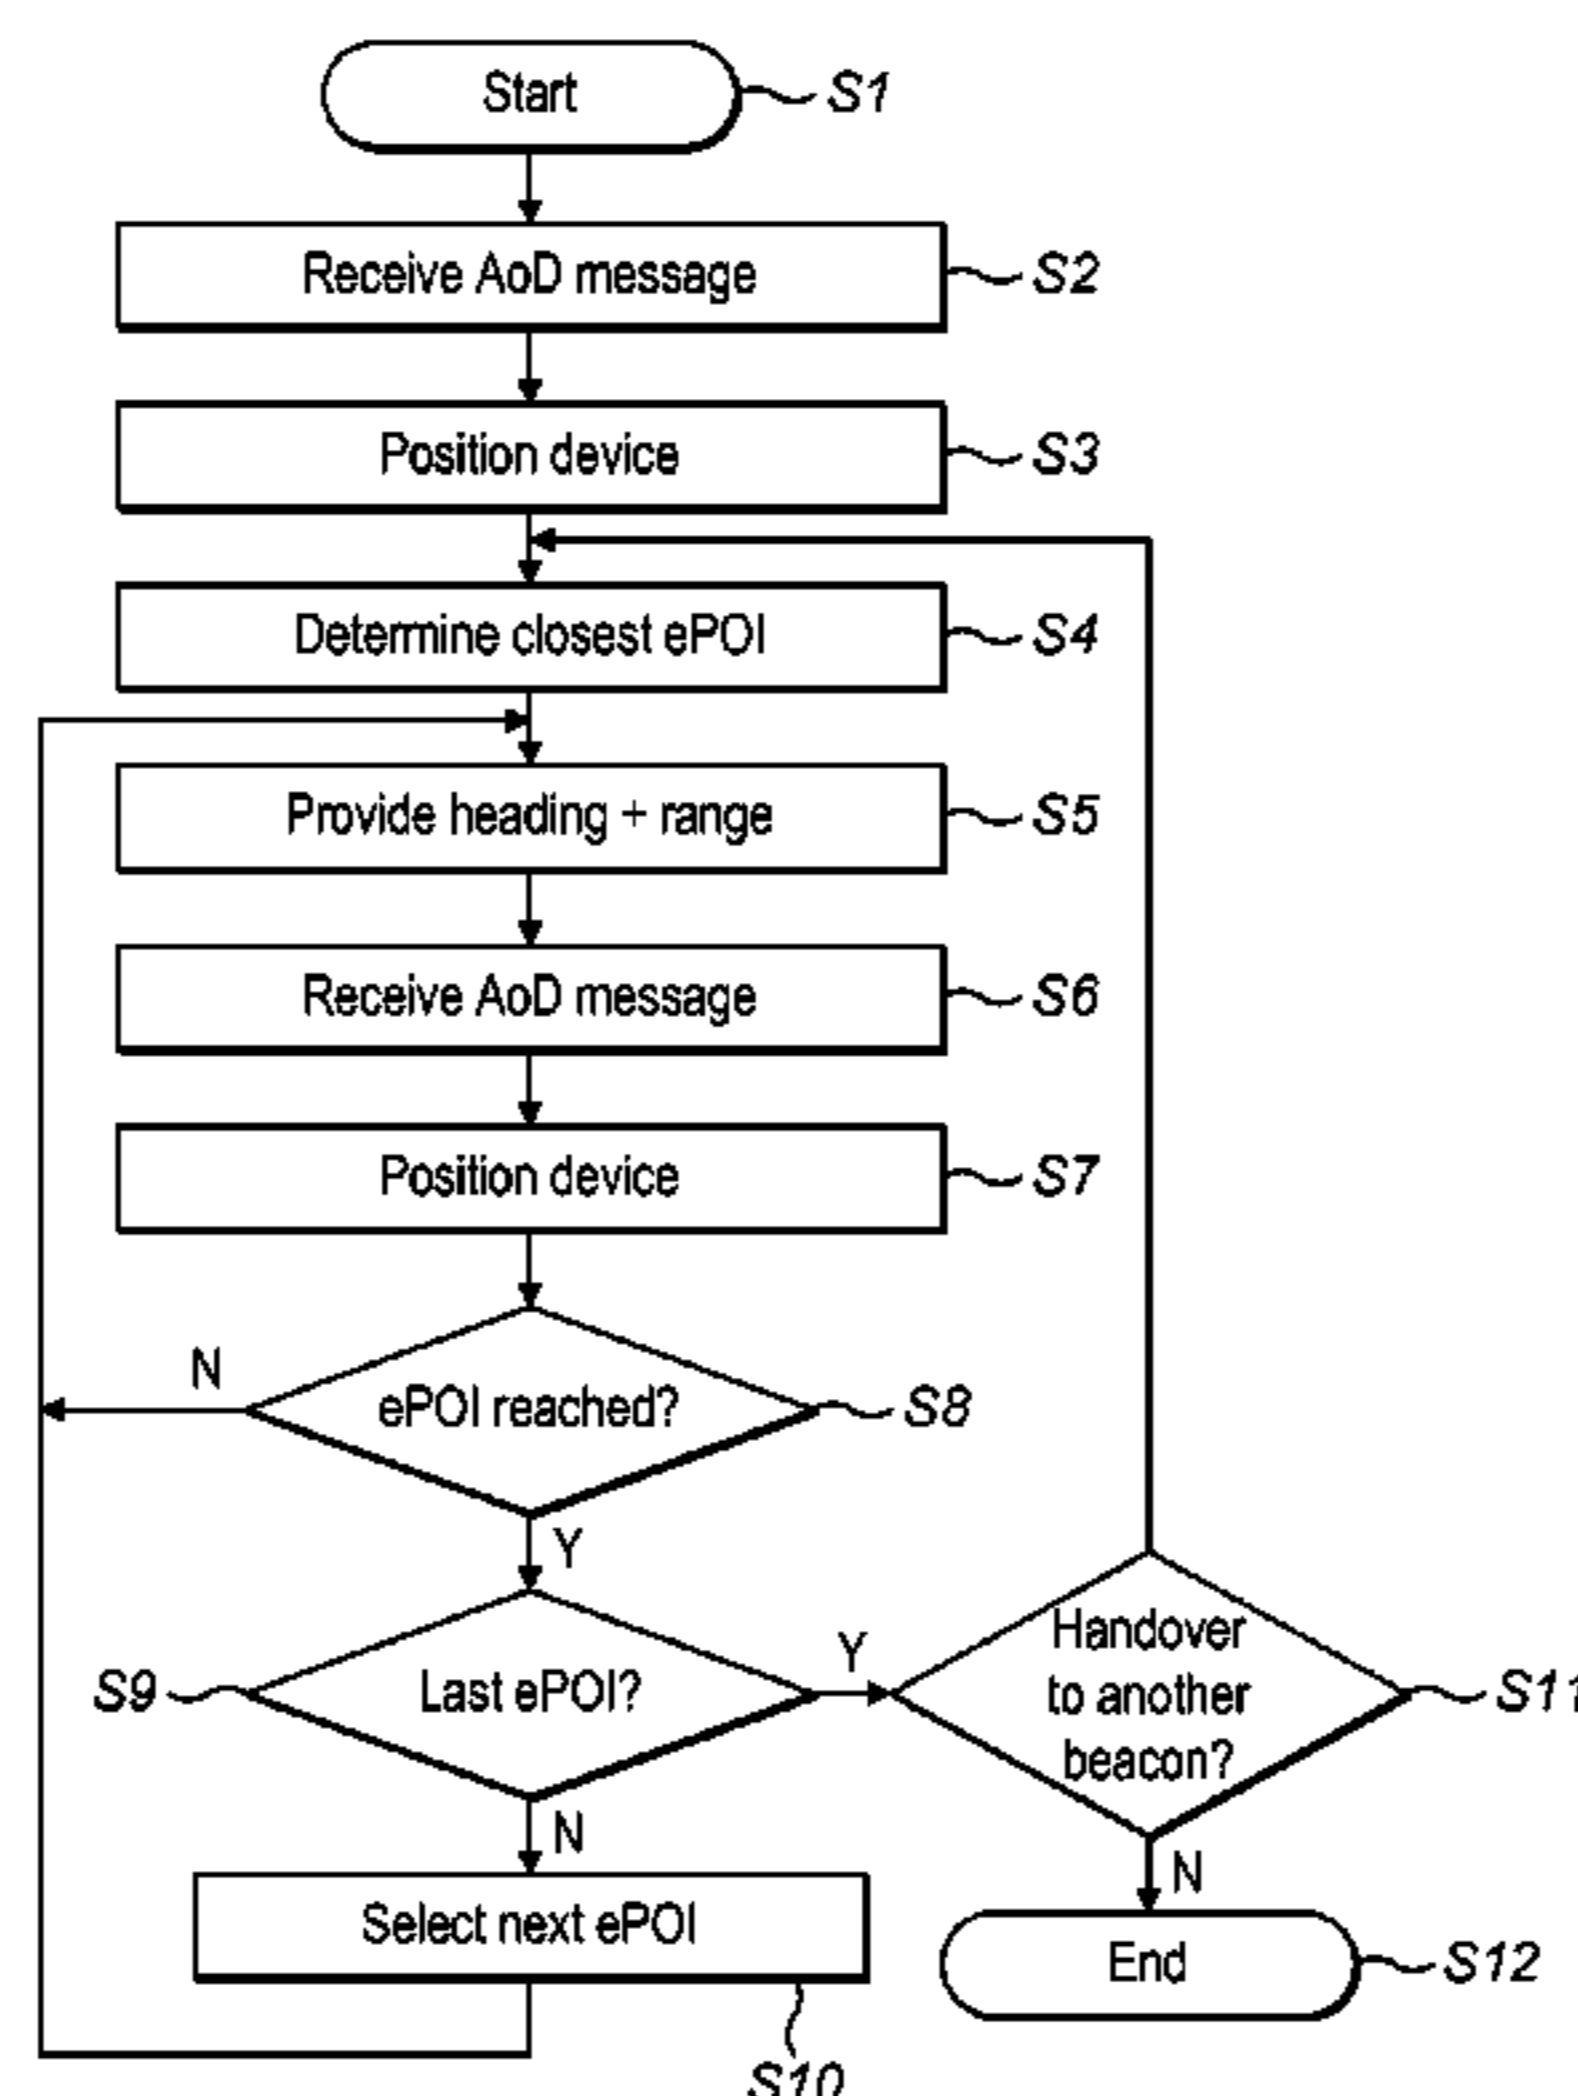 Start
S1
Receive AoD message
S2
Position device
S3
Determine closest ePOI
S4
Provide heading + range
S5
Receive AoD message
S6
Position device
S7
N
ePOI reached?
S8
Y
S9
Last ePOI?
Y
Handover
to another
beacon?
S11
N
Select next ePOI
S10
N
End
S12